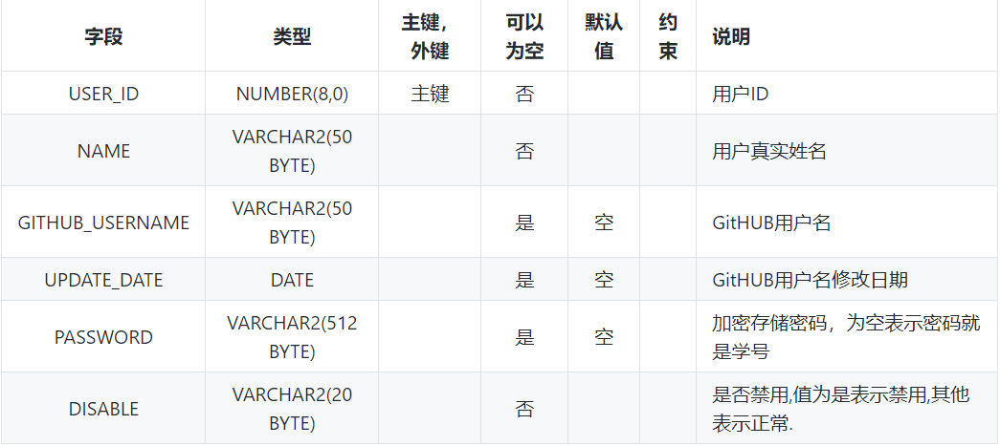 字段 类型 主键，外键 可以为空 默认值 约束 说明
USER_ID NUMBER(8,0) 主键 否 用户ID
NAME VARCHAR2(50 BYTE) 否 用户真实姓名
GITHUB_USERNAME VARCHAR2(50 BYTE) 是 空 GitHUB用户名
UPDATE_DATE DATE 是 空 GitHUB用户名修改日期
PASSWORD VARCHAR2(512 BYTE) 是 空 加密存储密码，为空表示密码就是学号
DISABLE VARCHAR2(20 BYTE) 否 是否禁用,值为是表示禁用,其他表示正常.